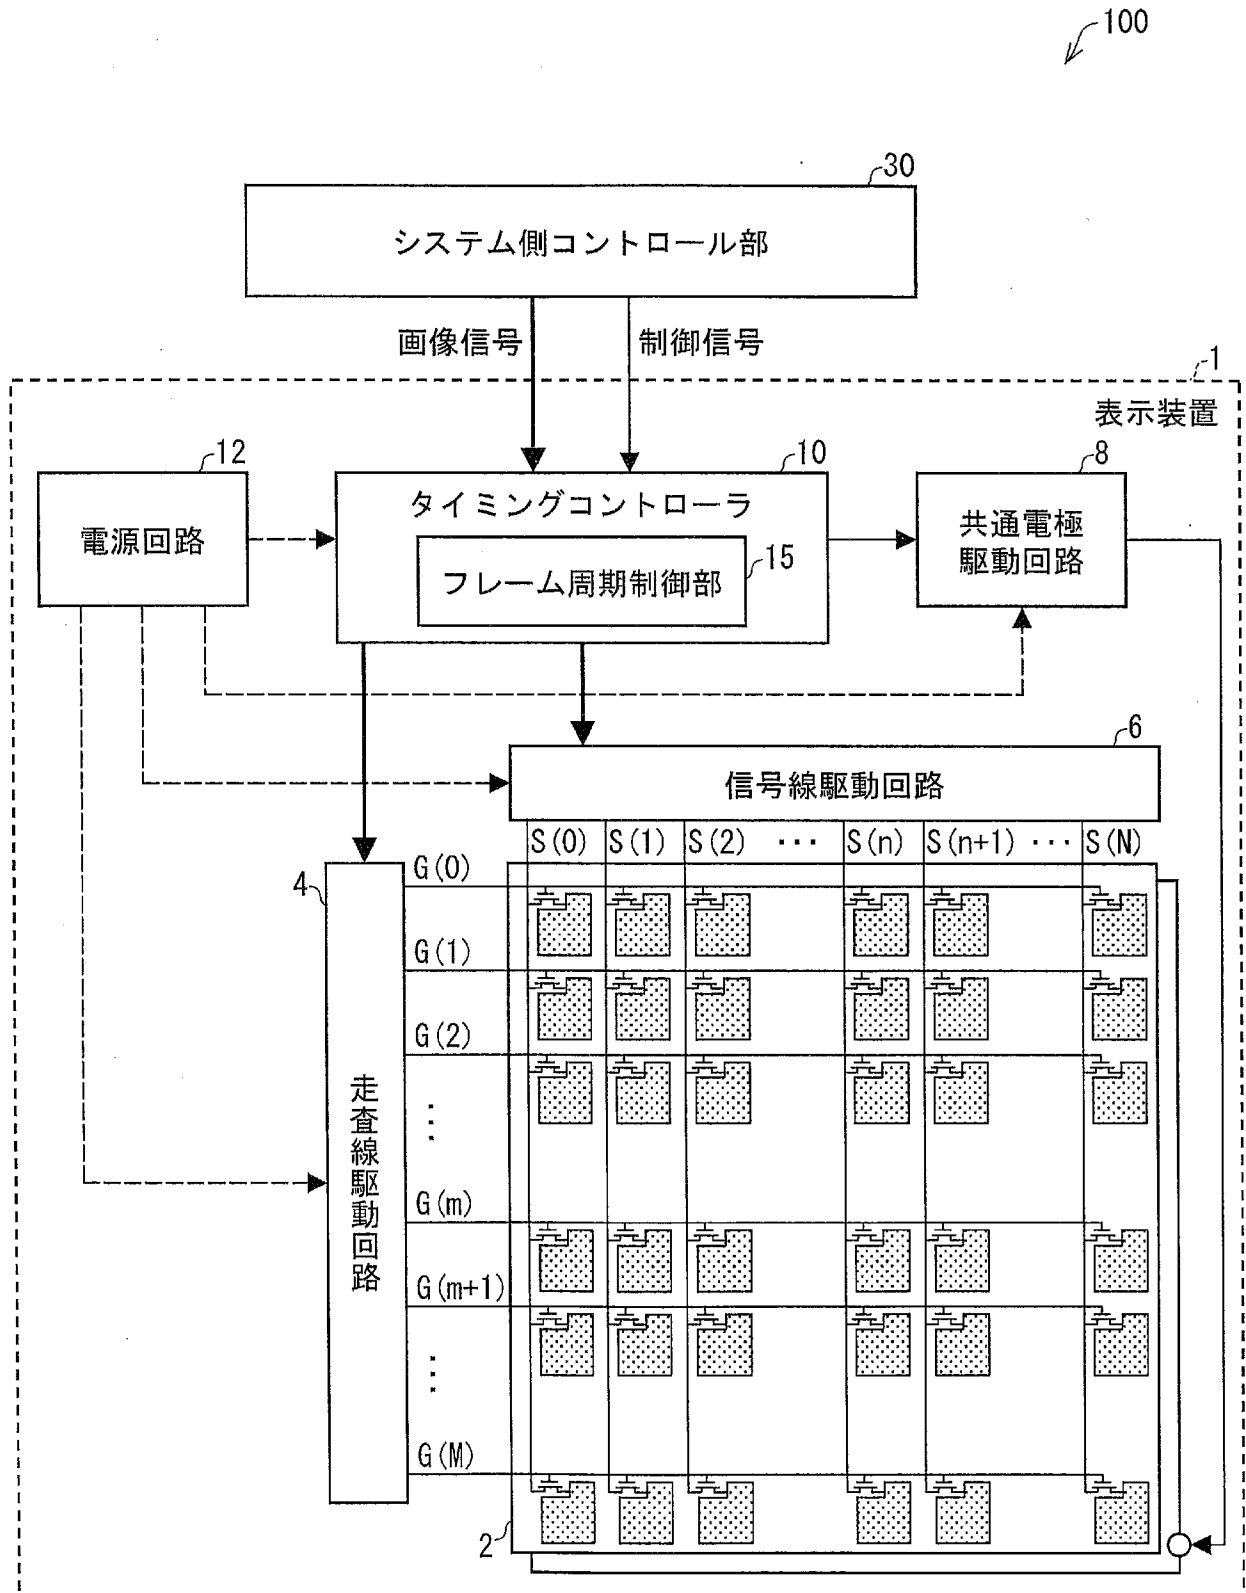 100
30
システム側コントロール部
画像信号
制御信号
1
表示装置
12
電源回路
10
タイミングコントローラ
15
フレーム周期制御部
8
共通電極
駆動回路
6
信号線駆動回路
S(0) S(1) S(2) ・・・ S(n) S(n+1) ・・・ S(N)
4
走査線駆動回路
G(0)
G(1)
G(2)
・・・
G(m)
G(m+1)
・・・
G(M)
2